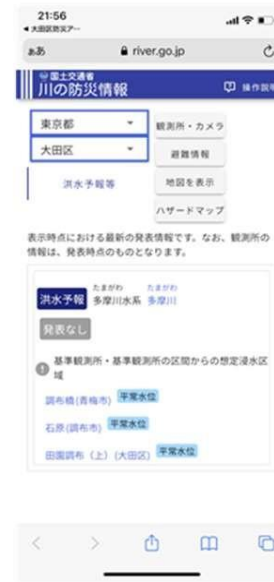 21:56
◀ 大田区防災ア…
ぁあ river.go.jp
国土交通省
川の防災情報 操作説明
東京都 観測所・カメラ
大田区 避難情報
洪水予報等 地図を表示
ハザードマップ
表示時点における最新の発表情報です。なお、観測所の
情報は、発表時点のものとなります。
たまがわ たまがわ
洪水予報 多摩川水系 多摩川
発表なし
基準観測所・基準観測所の区間からの想定浸水区
域
調布橋(青梅市) 平常水位
石原(調布市) 平常水位
田園調布（上）(大田区) 平常水位